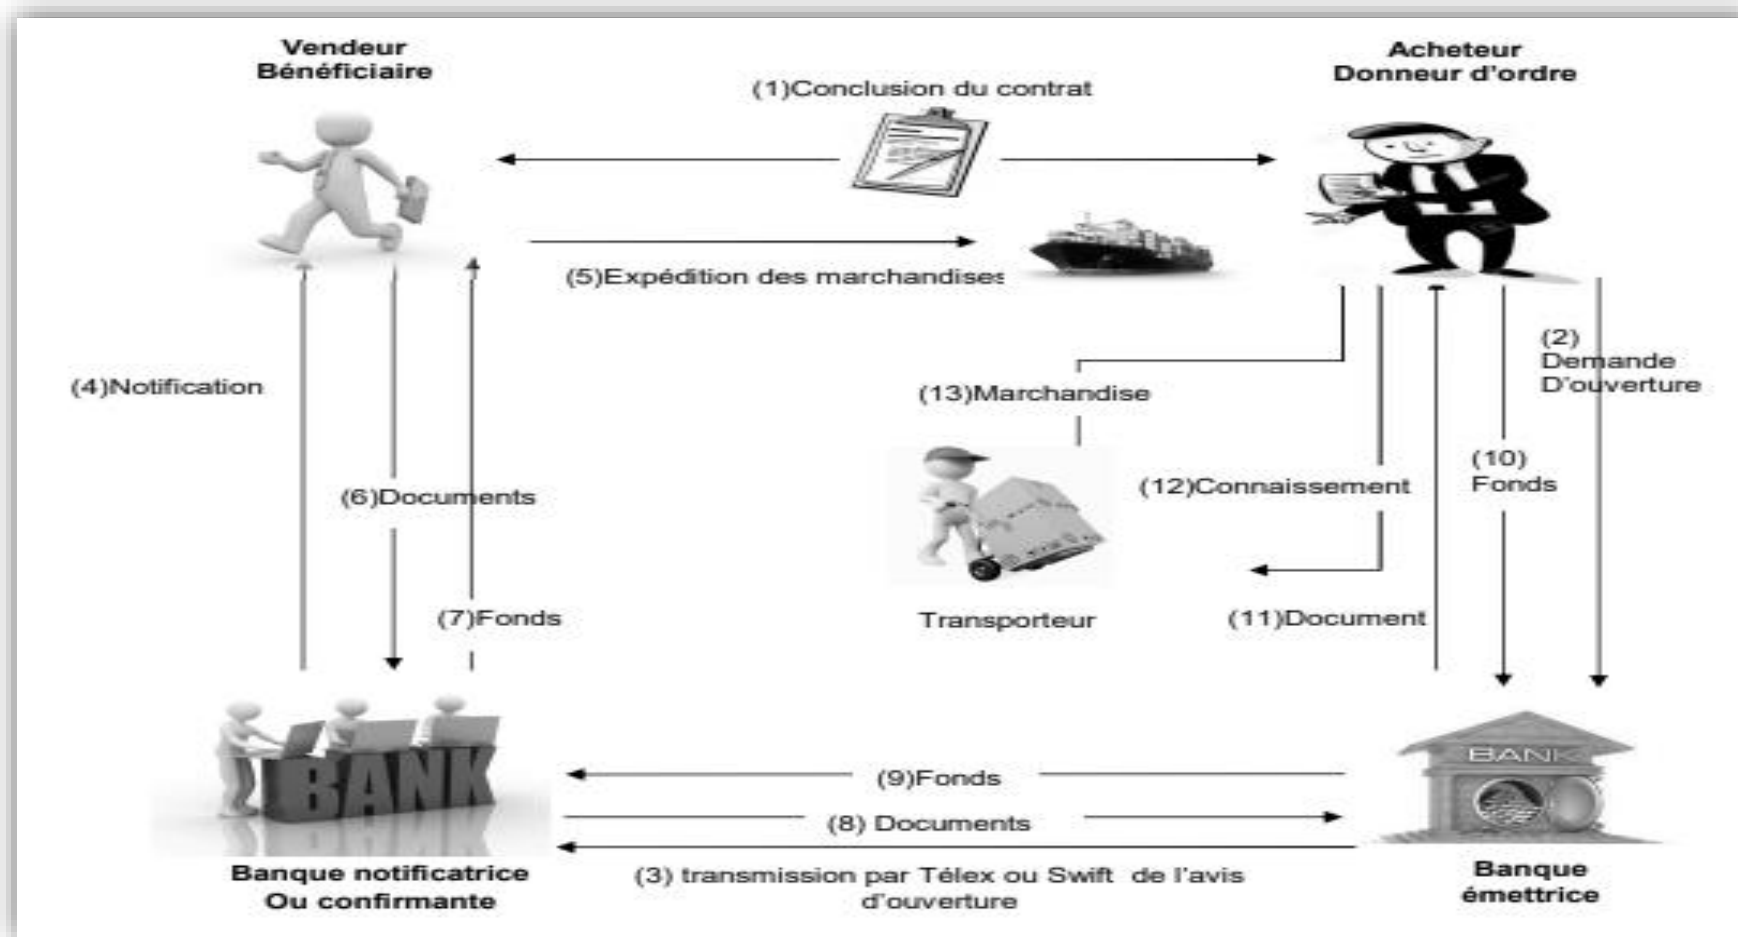 Vendeur
Bénéficiaire
Acheteur
Donneur d'ordre
(1)Conclusion du contrat
(5)Expédition des marchandises
(2)
Demande
D'ouverture
(4)Notification
(13)Marchandise
(10)
Fonds
(12)Connaissement
(6)Documents
(7)Fonds
Transporteur
(11)Document
BANK
BANK
(9)Fonds
(8) Documents
(3) transmission par Télex ou Swift de l'avis
d'ouverture
Banque notificatrice
Ou confirmante
Banque
émettrice